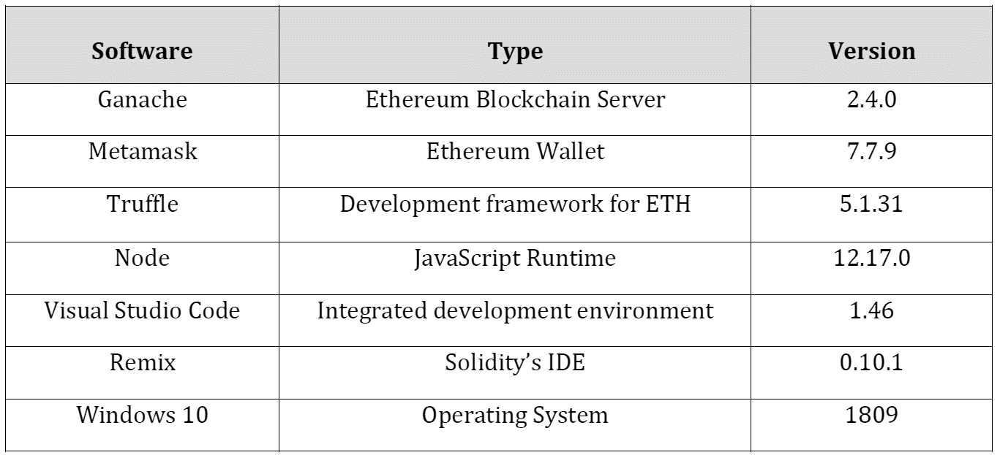 Software Type Version
Ganache Ethereum Blockchain Server 2.4.0
Metamask Ethereum Wallet 7.7.9
Truffle Development framework for ETH 5.1.31
Node JavaScript Runtime 12.17.0
Visual Studio Code Integrated development environment 1.46
Remix Solidity’s IDE 0.10.1
Windows 10 Operating System 1809